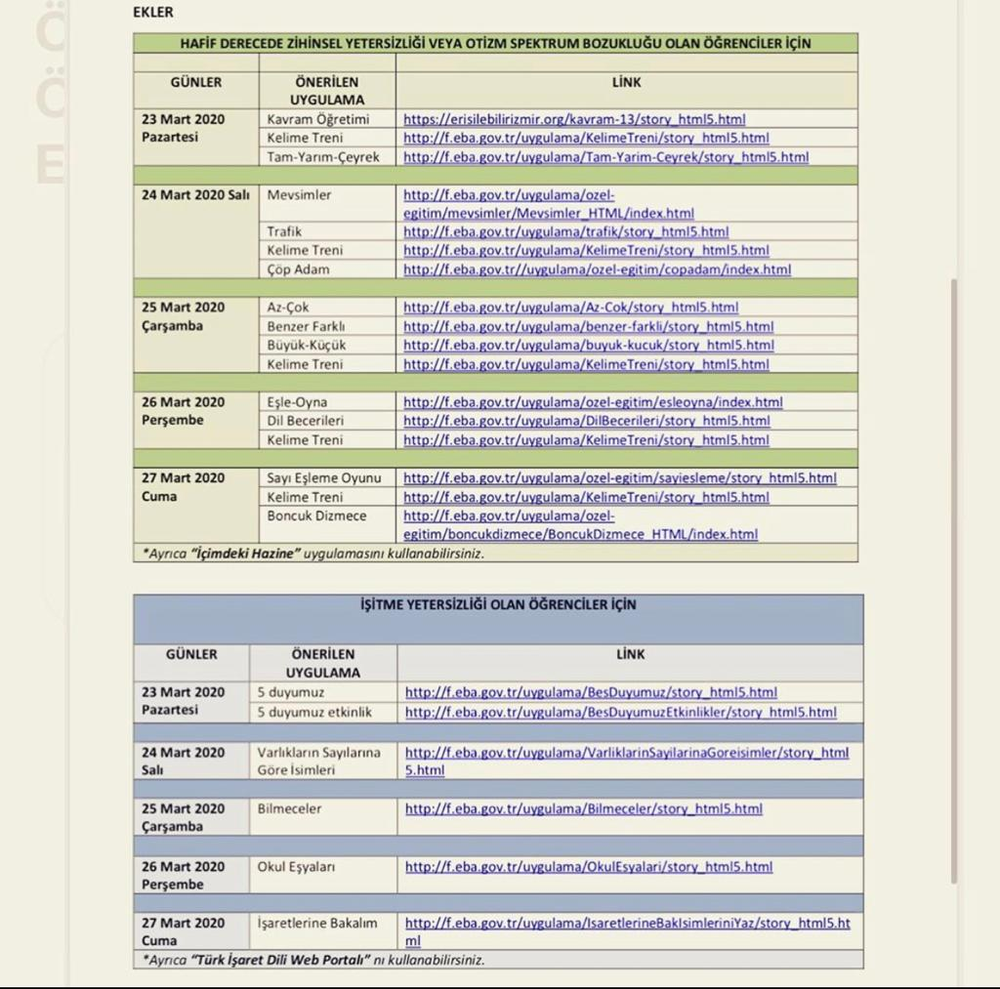 Ö
Ö
E
EKLER
HAFİF DERECEDE ZİHİNSEL YETERSİZLİĞİ VEYA OTİZM SPEKTRUM BOZUKLUĞU OLAN ÖĞRENCİLER İÇİN
GÜNLER ÖNERİLEN UYGULAMA LİNK
23 Mart 2020 Pazartesi
Kavram Öğretimi https://erisilebilirizmir.org/kavram-13/story_html5.html
Kelime Treni http://f.eba.gov.tr/uygulama/KelimeTreni/story_html5.html
Tam-Yarım-Çeyrek http://f.eba.gov.tr/uygulama/Tam-Yarim-Ceyrek/story_html5.html
24 Mart 2020 Salı
Mevsimler http://f.eba.gov.tr/uygulama/ozel-
egitim/mevsimler/Mevsimler_HTML/index.html
Trafik http://f.eba.gov.tr/uygulama/trafik/story_html5.html
Kelime Treni http://f.eba.gov.tr/uygulama/KelimeTreni/story_html5.html
Çöp Adam http://f.eba.gov.tr//uygulama/ozel-egitim/copadam/index.html
25 Mart 2020 Çarşamba
Az-Çok http://f.eba.gov.tr/uygulama/Az-Cok/story_html5.html
Benzer Farklı http://f.eba.gov.tr/uygulama/benzer-farkli/story_html5.html
Büyük-Küçük http://f.eba.gov.tr/uygulama/buyuk-kucuk/story_html5.html
Kelime Treni http://f.eba.gov.tr/uygulama/KelimeTreni/story_html5.html
26 Mart 2020 Perşembe
Eşle-Oyna http://f.eba.gov.tr/uygulama/ozel-egitim/esleoyna/index.html
Dil Becerileri http://f.eba.gov.tr/uygulama/DilBecerileri/story_html5.html
Kelime Treni http://f.eba.gov.tr/uygulama/KelimeTreni/story_html5.html
27 Mart 2020 Cuma
Sayı Eşleme Oyunu http://f.eba.gov.tr/uygulama/ozel-egitim/sayiesleme/story_html5.html
Kelime Treni http://f.eba.gov.tr/uygulama/KelimeTreni/story_html5.html
Boncuk Dizmece http://f.eba.gov.tr/uygulama/ozel-
egitim/boncukdizmece/BoncukDizmece_HTML/index.html
*Ayrıca “İçimdeki Hazine” uygulamasını kullanabilirsiniz.
İŞİTME YETERSİZLİĞİ OLAN ÖĞRENCİLER İÇİN
GÜNLER ÖNERİLEN UYGULAMA LİNK
23 Mart 2020 Pazartesi
5 duyumuz http://f.eba.gov.tr/uygulama/BesDuyumuz/story_html5.html
5 duyumuz etkinlik http://f.eba.gov.tr/uygulama/BesDuyumuzEtkinlikler/story_html5.html
24 Mart 2020 Salı
Varlıkların Sayılarına Göre İsimleri
http://f.eba.gov.tr/uygulama/VarliklarinSayilarinaGoreisimler/story_html
5.html
25 Mart 2020 Çarşamba
Bilmeceler http://f.eba.gov.tr/uygulama/Bilmeceler/story_html5.html
26 Mart 2020 Perşembe
Okul Eşyaları http://f.eba.gov.tr/uygulama/OkulEsyalari/story_html5.html
27 Mart 2020 Cuma
İşaretlerine Bakalım http://f.eba.gov.tr/uygulama/IsaretlerineBakIsimleriniYaz/story_html5.ht
ml
*Ayrıca “Türk İşaret Dili Web Portalı” nı kullanabilirsiniz.